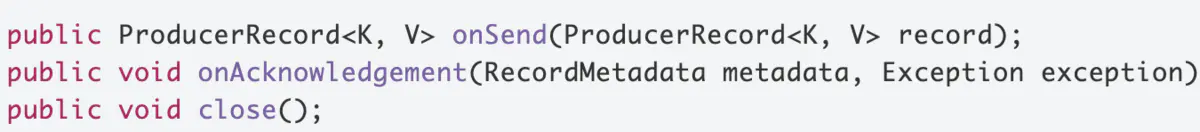 public ProducerRecord<K, V> onSend(ProducerRecord<K, V> record);
public void onAcknowledgement(RecordMetadata metadata, Exception exception)
public void close();